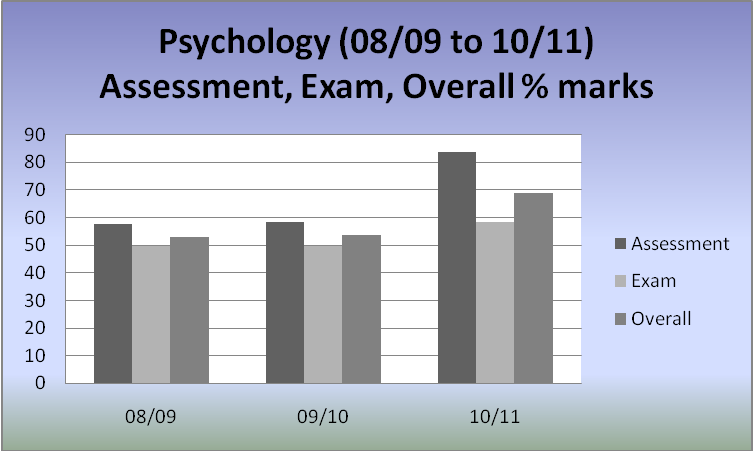 Psychology (08/09 to 10/11)
Assessment, Exam, Overall % marks
90
80
70
60
50
40
30
20
10
0
08/09 09/10 10/11
Assessment
Exam
Overall